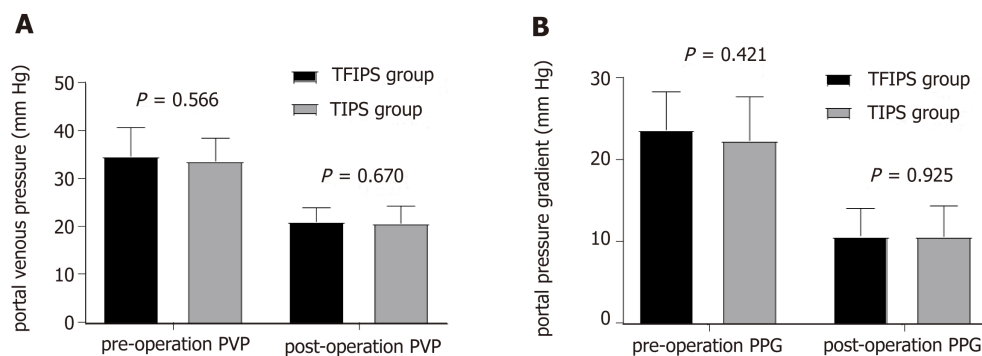 A
portal venous pressure (mm Hg)
50
40
30
20
10
0
P = 0.566
P = 0.670
TFIPS group
TIPS group
pre-operation PVP
post-operation PVP
B
portal pressure gradient (mm Hg)
30
20
10
0
P = 0.421
P = 0.925
TFIPS group
TIPS group
pre-operation PPG
post-operation PPG